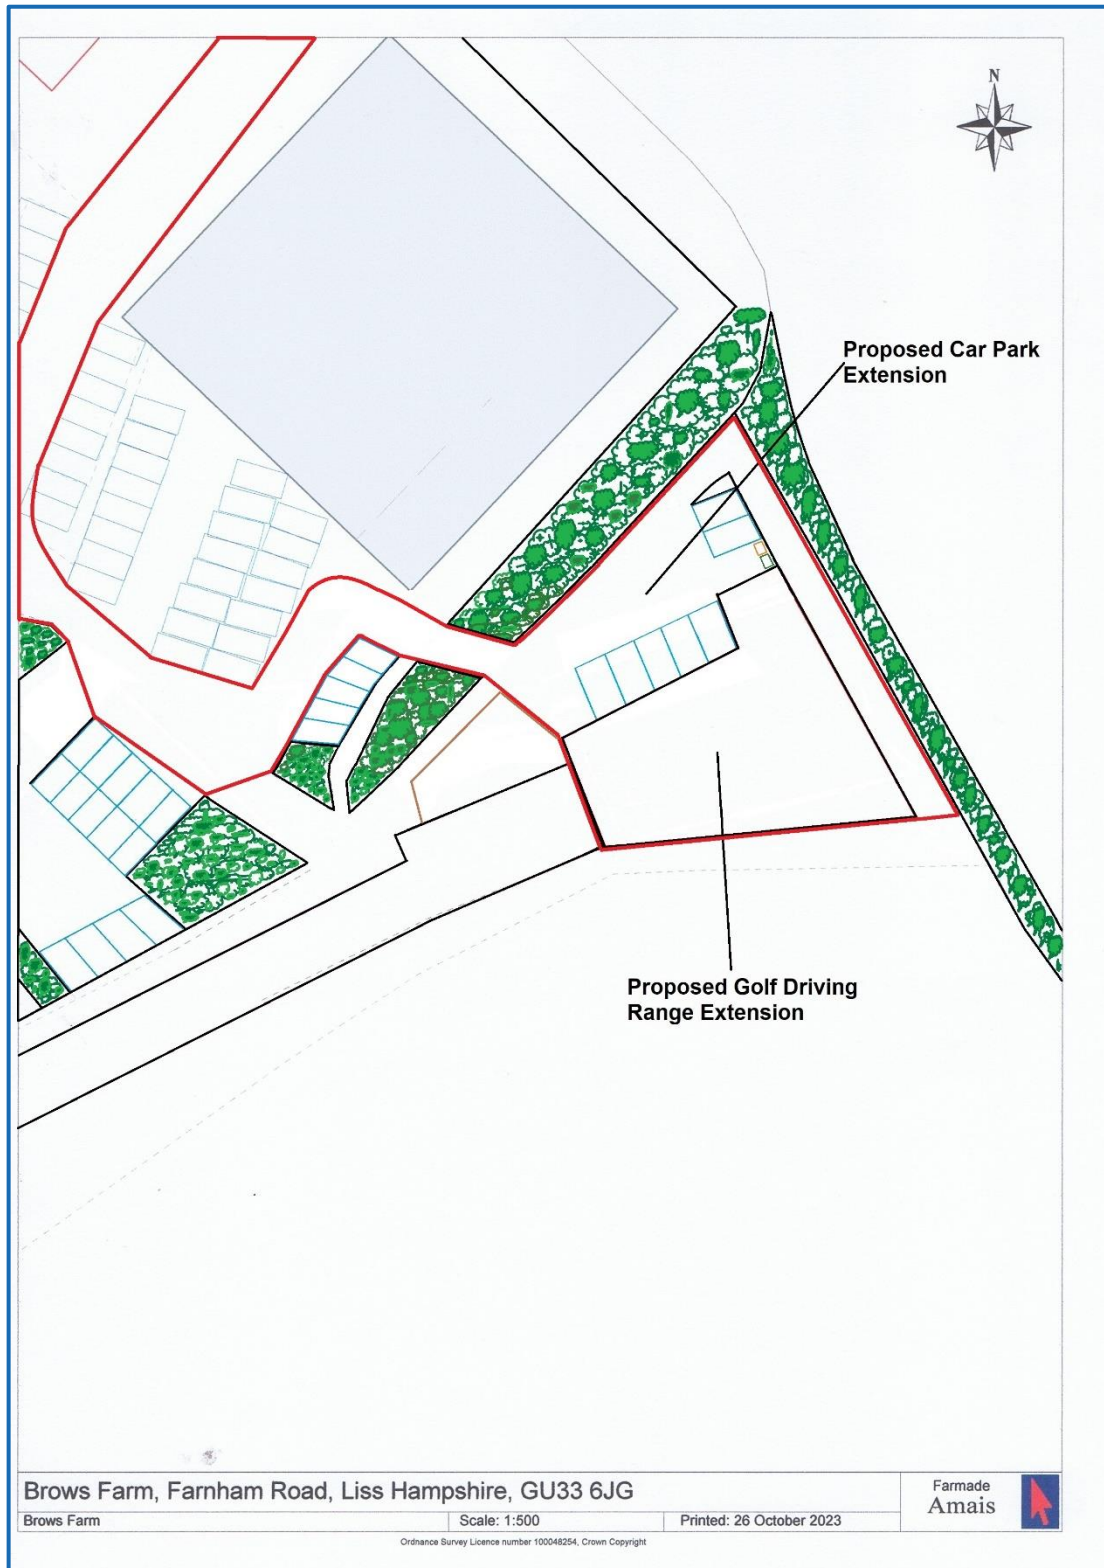 N
Proposed Car Park
Extension
Proposed Golf Driving
Range Extension
Brows Farm, Farnham Road, Liss Hampshire, GU33 6JG
Brows Farm
Scale: 1:500
Printed: 26 October 2023
Farmade
Amais
Ordnance Survey Licence number 100048254, Crown Copyright